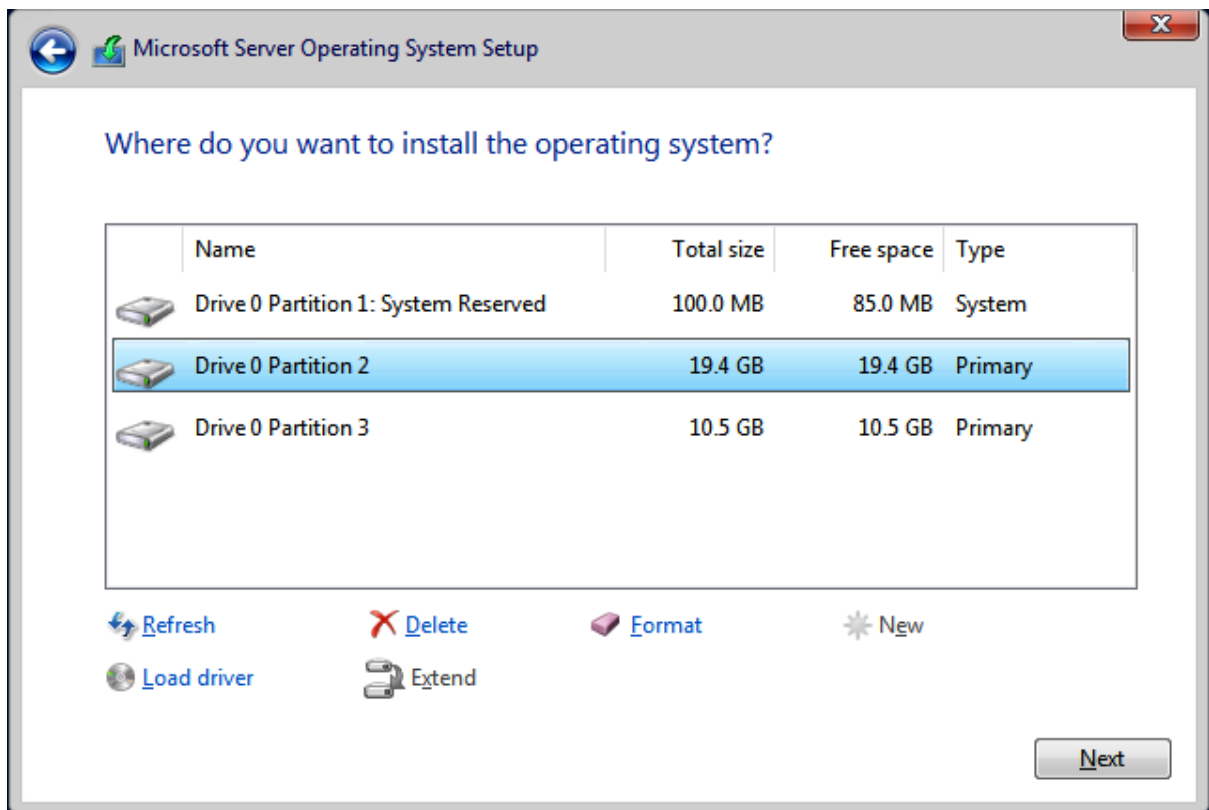 Microsoft Server Operating System Setup
Where do you want to install the operating system?
Name Total size Free space Type
Drive 0 Partition 1: System Reserved 100.0 MB 85.0 MB System
Drive 0 Partition 2 19.4 GB 19.4 GB Primary
Drive 0 Partition 3 10.5 GB 10.5 GB Primary
Refresh Delete Format New
Load driver Extend
Next